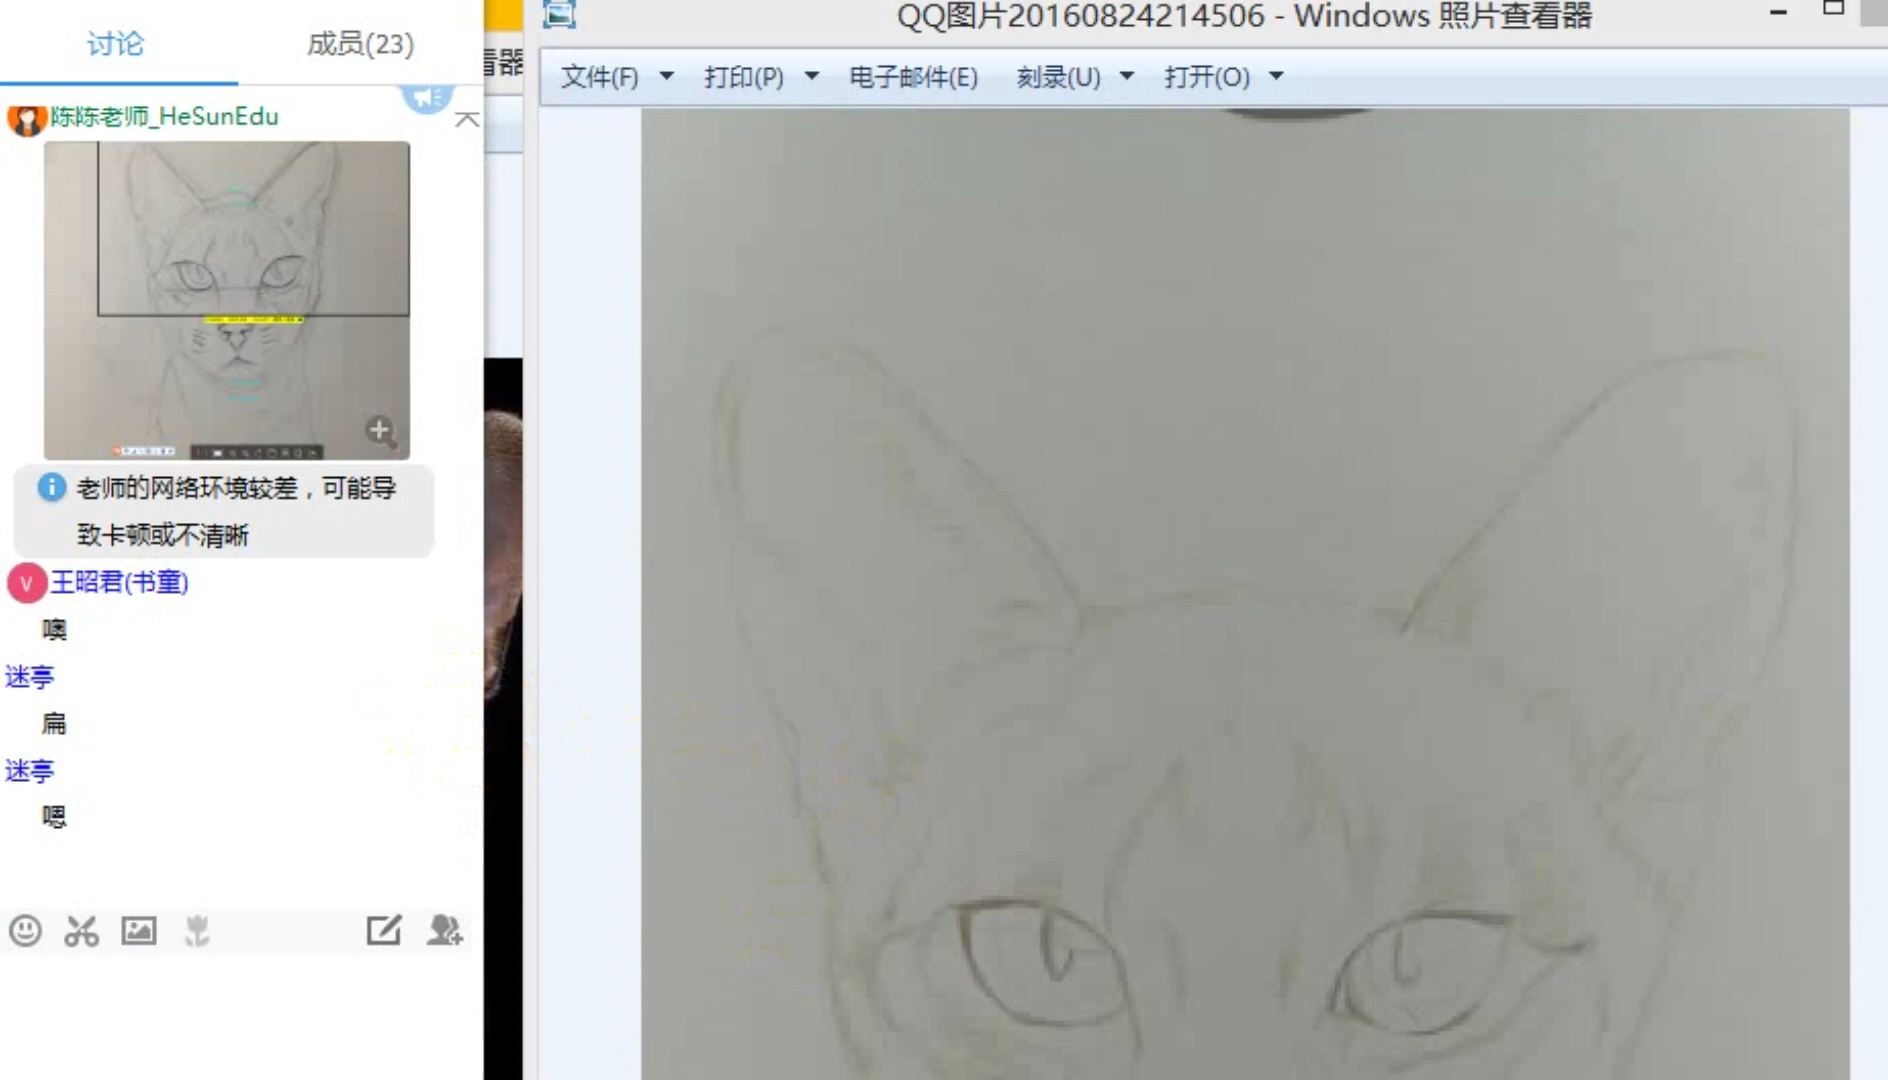 讨论
成员(23)
陈陈老师_HeSunEdu
老师的网络环境较差，可能导
致卡顿或不清晰
V
王昭君(书童)
噢
迷亭
扁
迷亭
嗯
看器
QQ图片20160824214506 - Windows 照片查看器
文件(F) 打印(P) 电子邮件(E) 刻录(U) 打开(O)